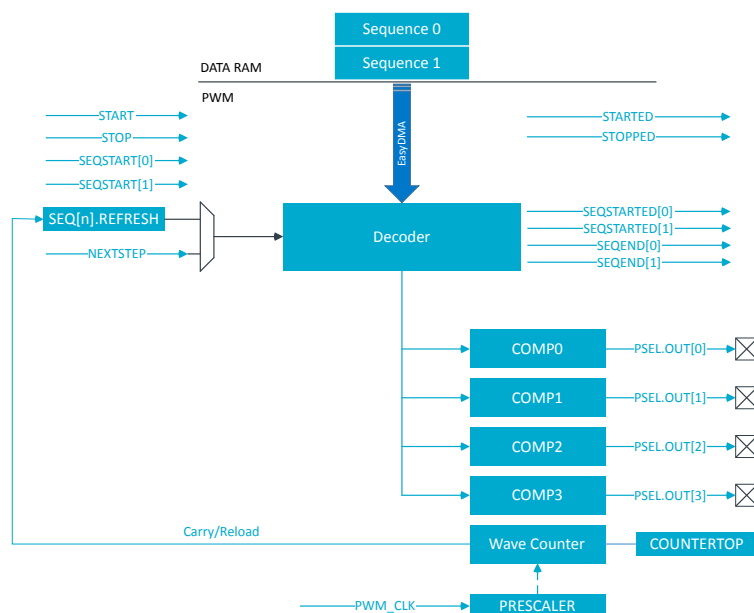 Sequence 0
Sequence 1
DATA RAM
PWM
START
STOP
SEQSTART[0]
SEQSTART[1]
EasyDMA
STARTED
STOPPED
SEQ[n].REFRESH
NEXTSTEP
Decoder
SEQSTARTED[0]
SEQSTARTED[1]
SEQEND[0]
SEQEND[1]
COMP0
PSEL.OUT[0]
COMP1
PSEL.OUT[1]
COMP2
PSEL.OUT[2]
COMP3
PSEL.OUT[3]
Carry/Reload
Wave Counter
COUNTERTOP
PWM_CLK
PRESCALER